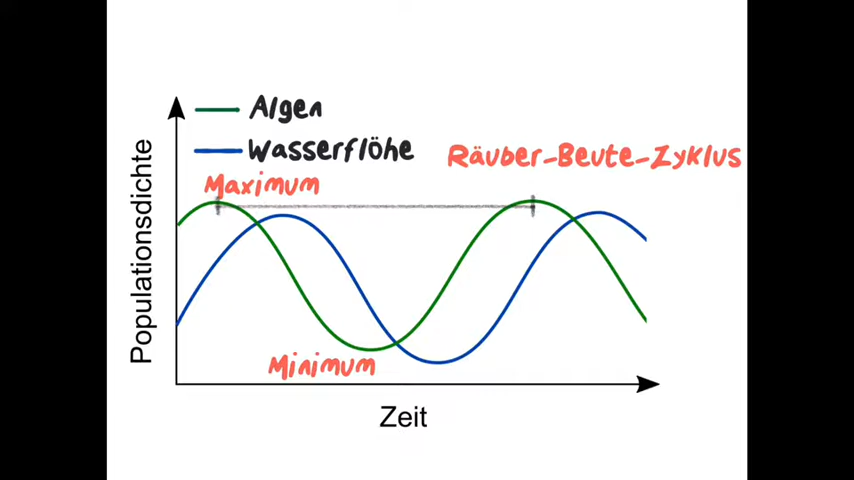 Algen
Wasserflöhe
Räuber-Beute-Zyklus
Maximum
Populationsdichte
Minimum
Zeit